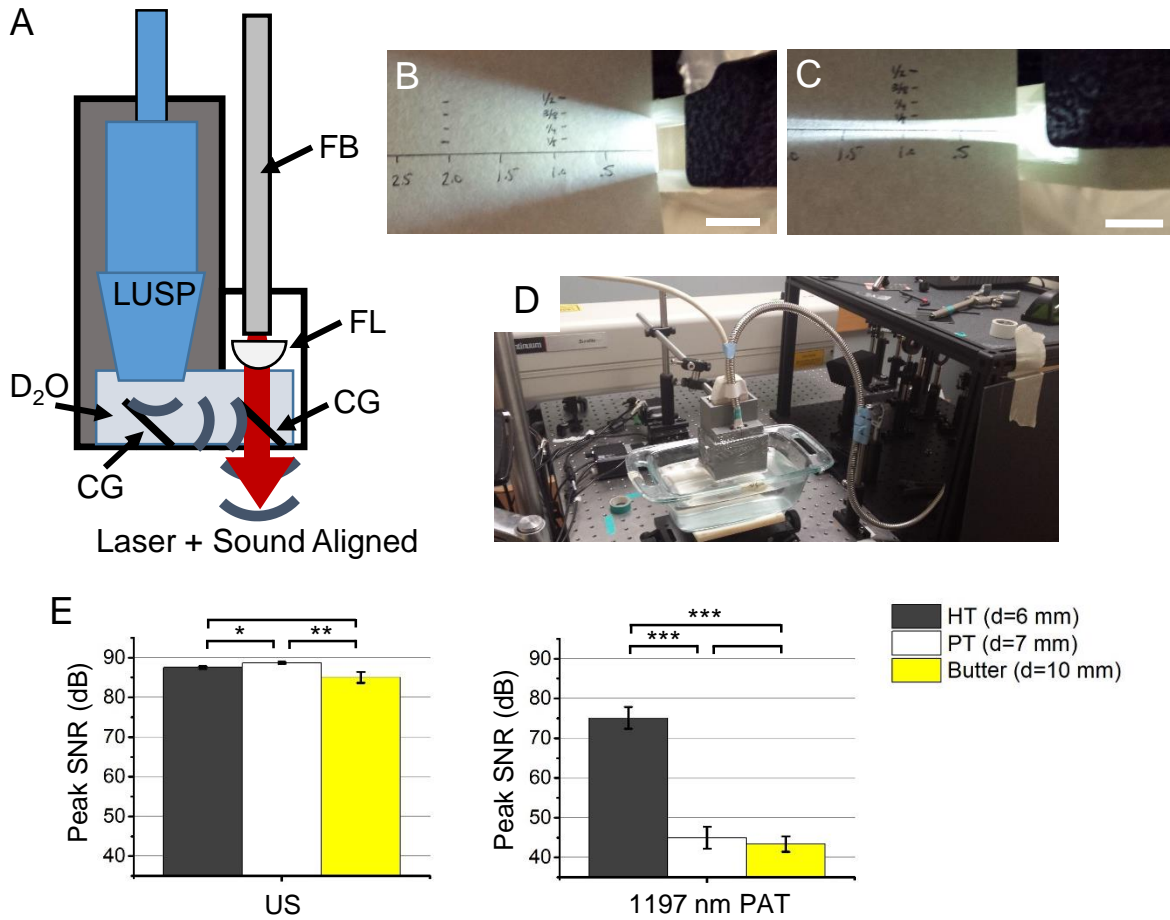 A
FB
LUSP
FL
D₂O
CG
CG
Laser + Sound Aligned
B
1/2 -
3/8 -
1/4 -
1/8 -
2.5 2.0 1.5 1.0 .5
C
1/2 -
3/8 -
1/4 -
1/8 -
1.5 1.0 .5
D
E
Peak SNR (dB)
90
80
70
60
50
40
* **
US
Peak SNR (dB)
90
80
70
60
50
40
***
***
1197 nm PAT
HT (d=6 mm)
PT (d=7 mm)
Butter (d=10 mm)